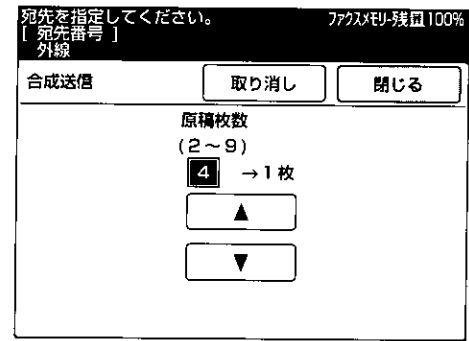 宛先を指定してください。 ファクスメモリ-残量100%
[ 宛先番号 ]
外線
合成送信 取り消し 閉じる
原稿枚数
(2～9)
4 →1枚
▲
▼